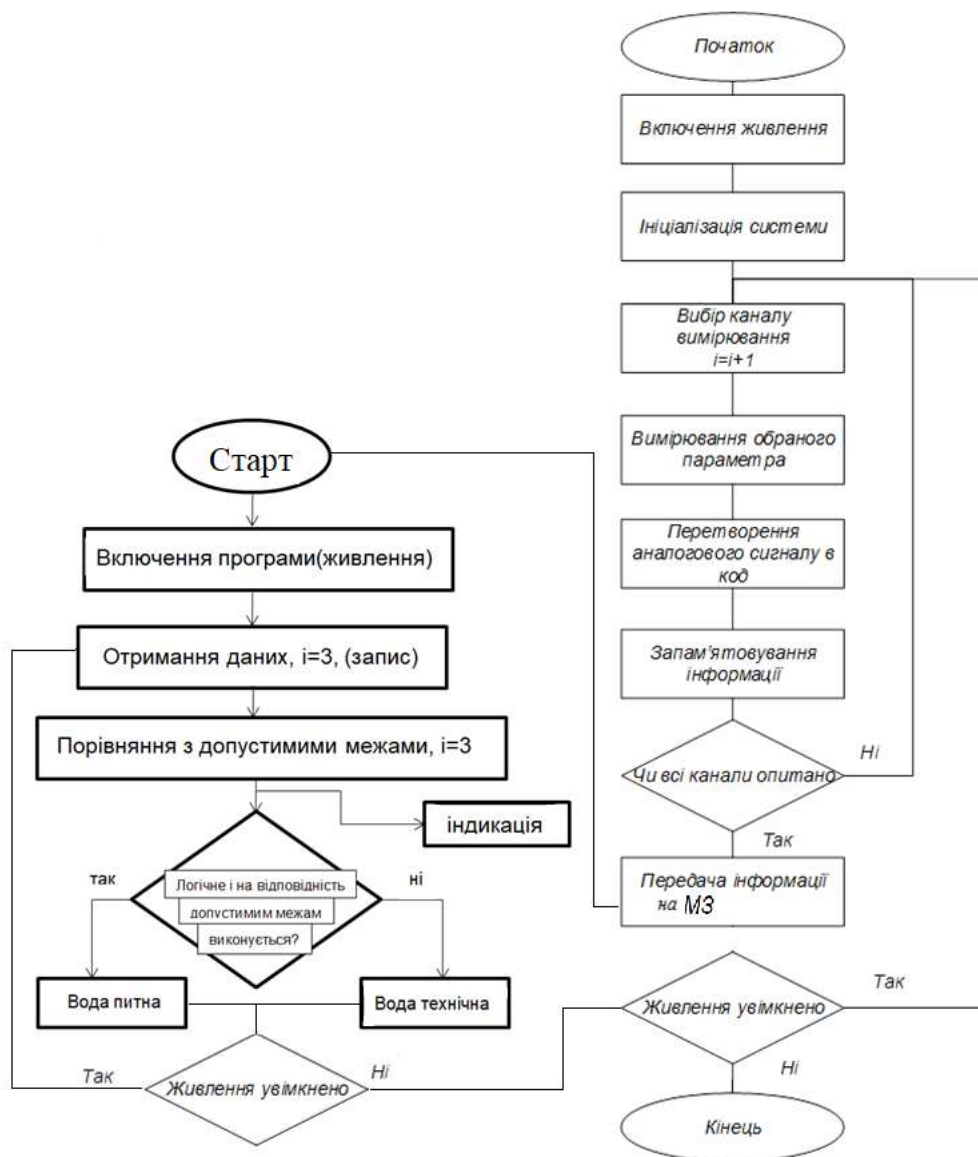 Початок
Включення живлення
Ініціалізація системи
Вибір каналу
вимірювання
i=i+1
Вимірювання обраного
параметра
Перетворення
аналогового сигналу в
код
Запам'ятовування
інформації
Чи всі канали опитано
Ні
Так
Передача інформації
на МЗ
Живлення увімкнено
Так
Ні
Кінець
Старт
Включення програми(живлення)
Отримання даних, і=3, (запис)
Порівняння з допустимими межами, і=3
індикація
так
ні
Логічне і на відповідність
допустимим межам
виконується?
Вода питна
Вода технічна
Так
Живлення увімкнено
Ні